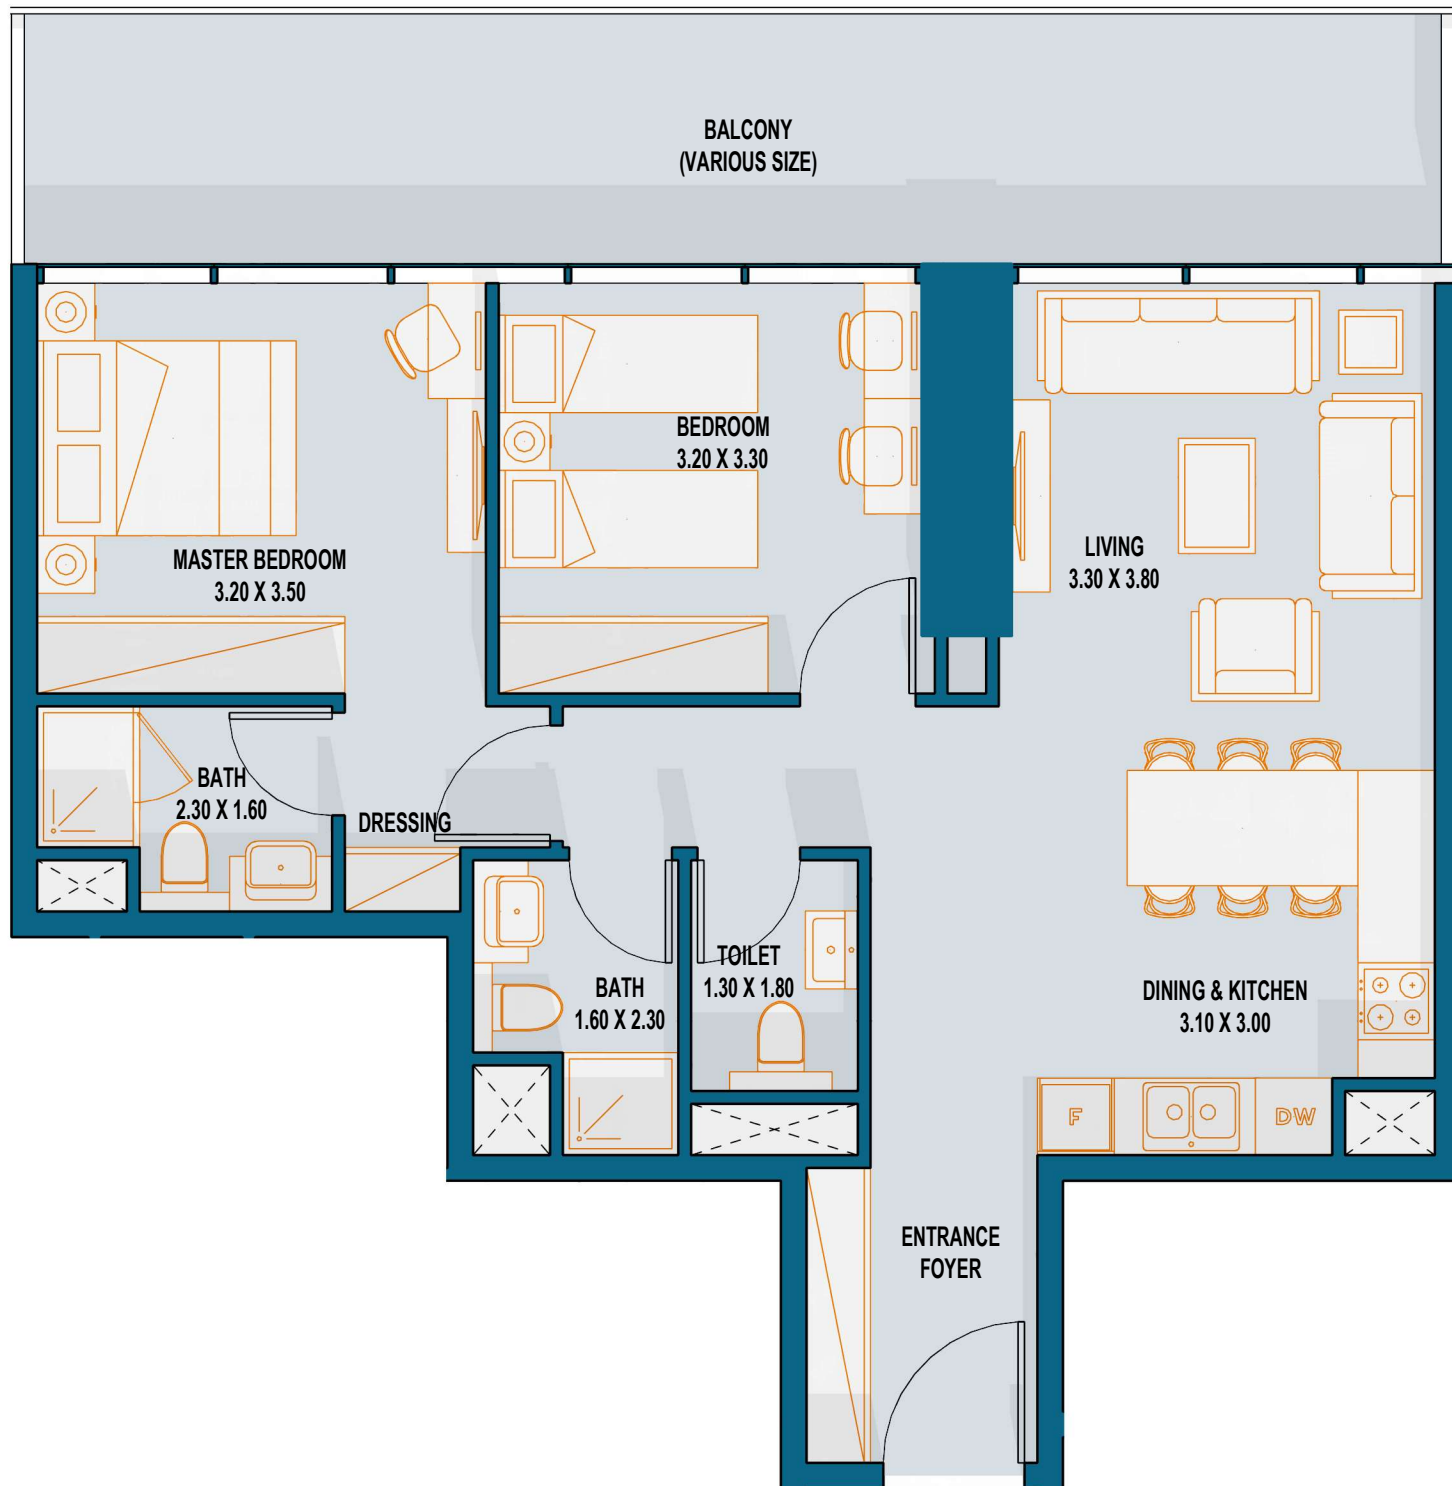 BALCONY
(VARIOUS SIZE)
BEDROOM
3.20 X 3.30
MASTER BEDROOM
3.20 X 3.50
LIVING
3.30 X 3.80
BATH
2.30 X 1.60
DRESSING
TOILET
1.30 X 1.80
BATH
1.60 X 2.30
DINING & KITCHEN
3.10 X 3.00
F
DW
ENTRANCE
FOYER